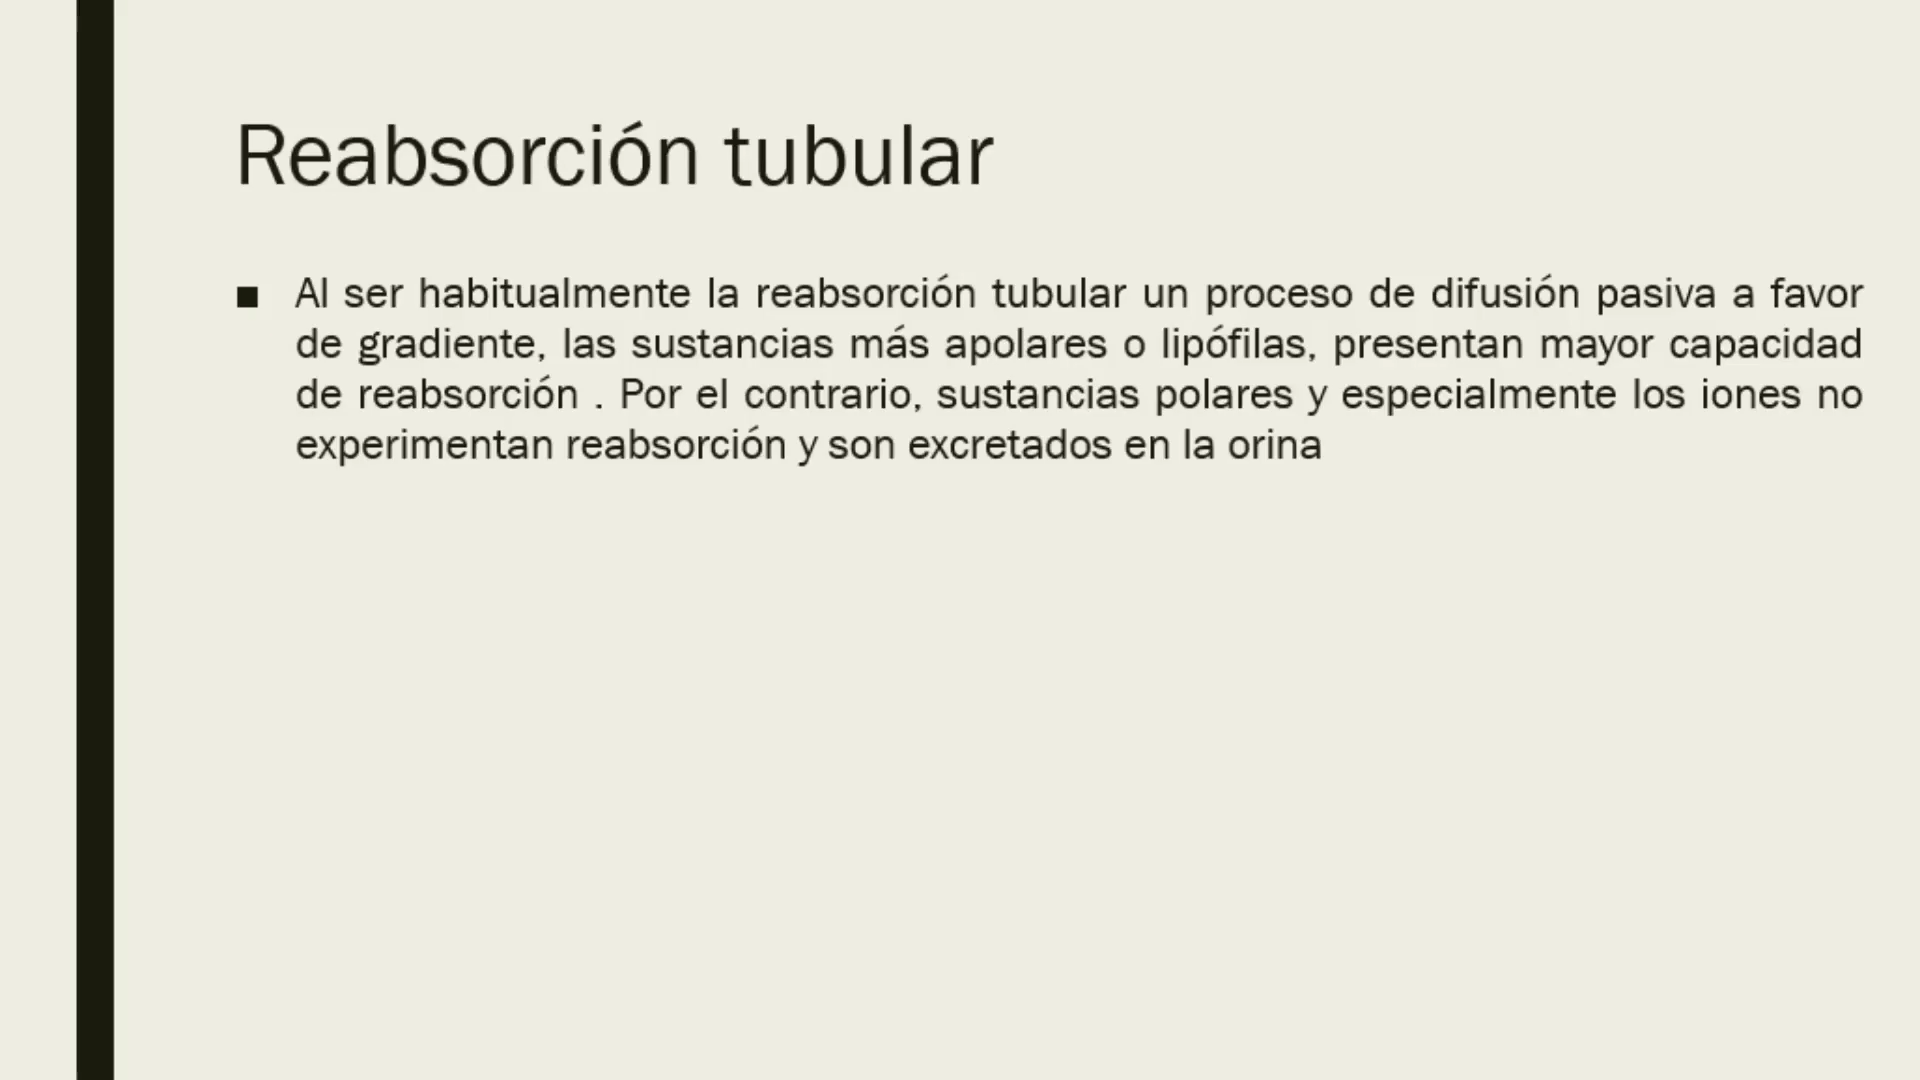 Reabsorción tubular
■ Al ser habitualmente la reabsorción tubular un proceso de difusión pasiva a favor
de gradiente, las sustancias más apolares o lipófilas, presentan mayor capacidad
de reabsorción . Por el contrario, sustancias polares y especialmente los iones no
experimentan reabsorción y son excretados en la orina